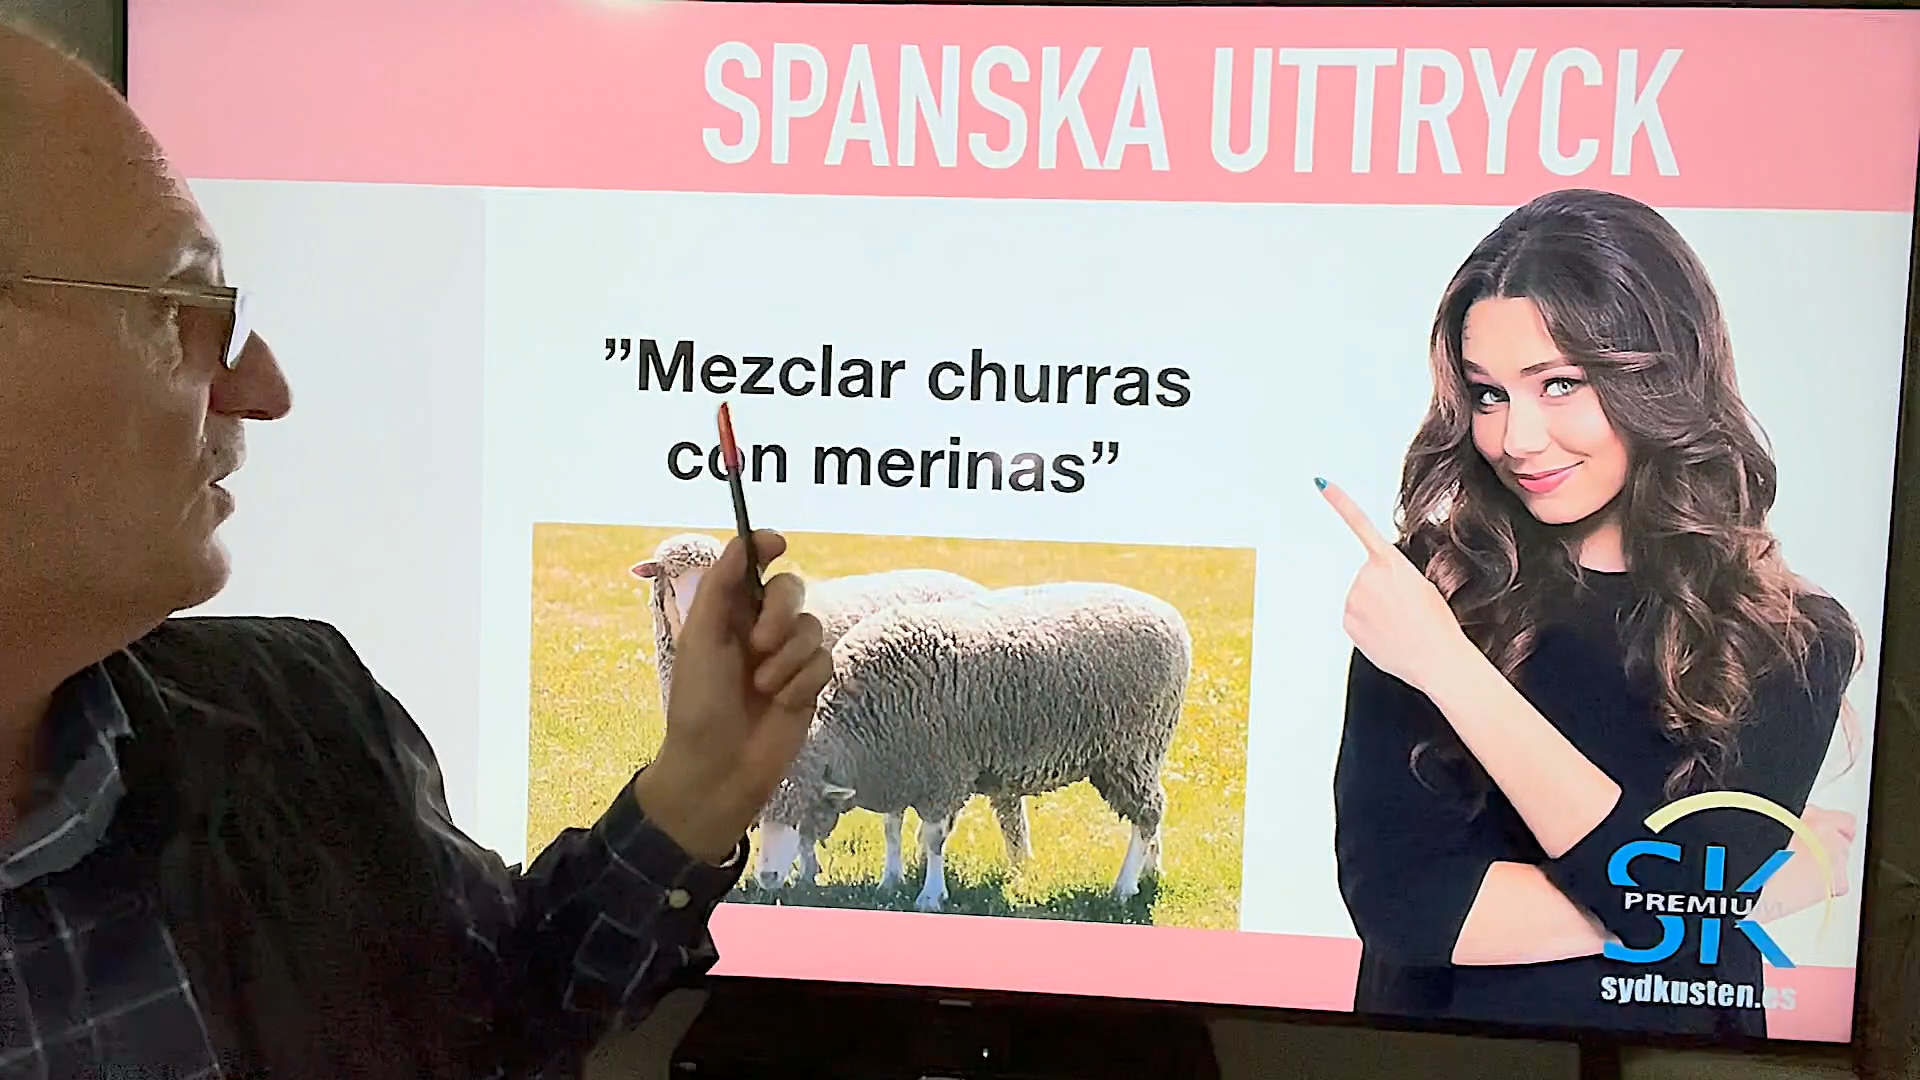 SPANSKA UTTRYCK
”Mezclar churras
con merinas”
SK
PREMIUM
sydkusten.es